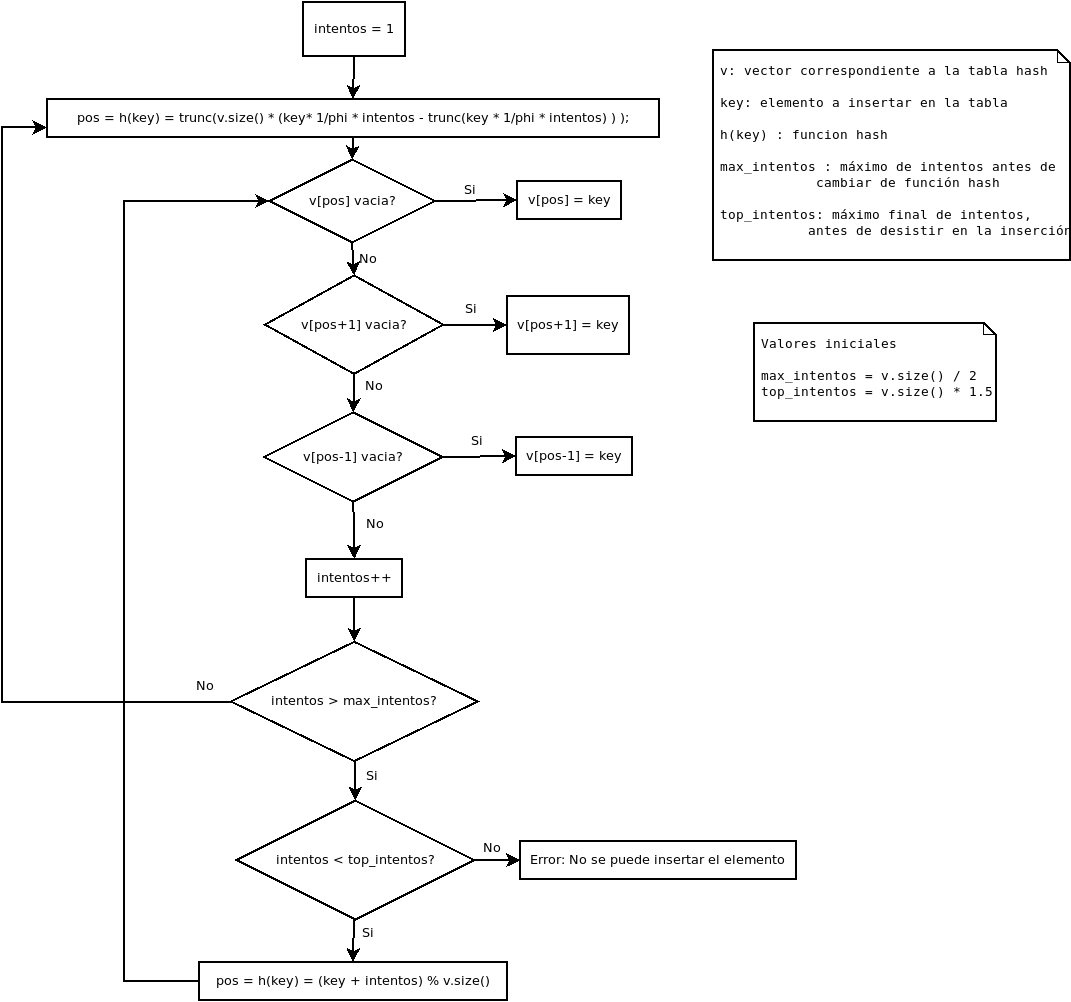 intentos = 1
pos = h(key) = trunc(v.size() * (key* 1/phi * intentos - trunc(key * 1/phi * intentos) ) );
v[pos] vacia?
Si
v[pos] = key
No
v[pos+1] vacia?
Si
v[pos+1] = key
No
v[pos-1] vacia?
Si
v[pos-1] = key
No
intentos++
intentos > max_intentos?
No
Si
intentos < top_intentos?
No
Error: No se puede insertar el elemento
Si
pos = h(key) = (key + intentos) % v.size()
v: vector correspondiente a la tabla hash
key: elemento a insertar en la tabla
h(key) : funcion hash
max_intentos : máximo de intentos antes de
cambiar de función hash
top_intentos: máximo final de intentos,
antes de desistir en la inserción
Valores iniciales
max_intentos = v.size() / 2
top_intentos = v.size() * 1.5